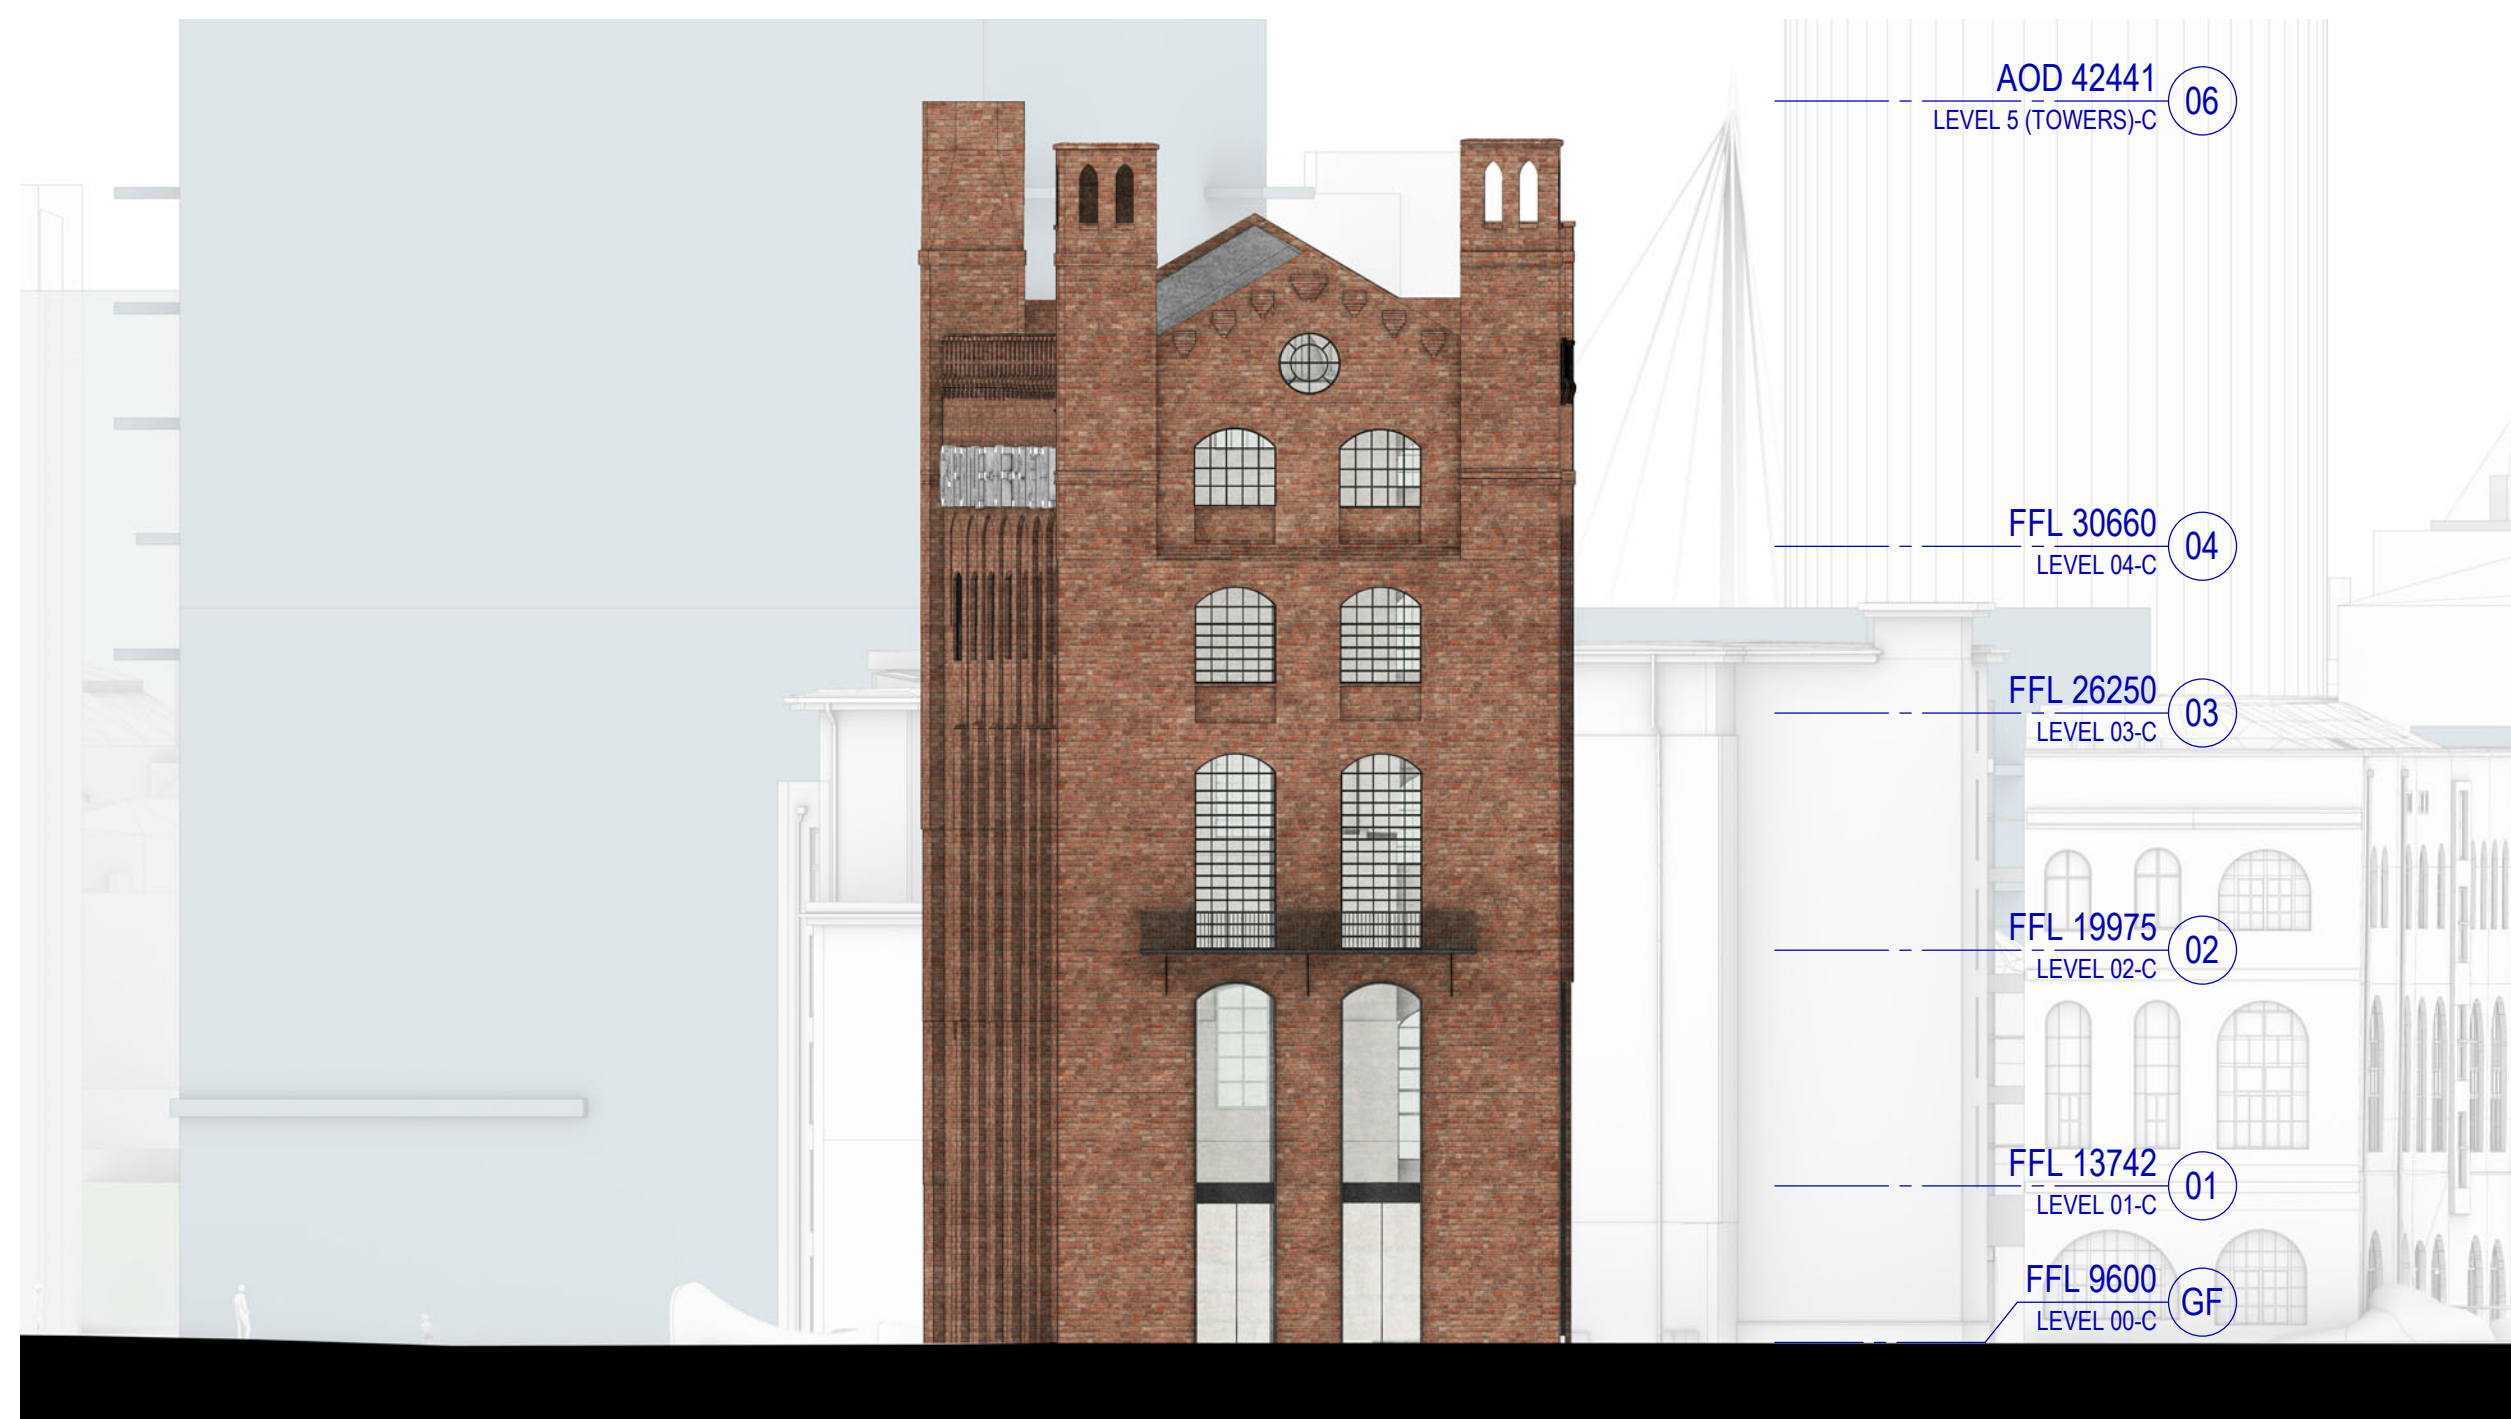 AOD 42441
LEVEL 5 (TOWERS)-C
06
FFL 30660
LEVEL 04-C
04
FFL 26250
LEVEL 03-C
03
FFL 19975
LEVEL 02-C
02
FFL 13742
LEVEL 01-C
01
FFL 9600
LEVEL 00-C
GF